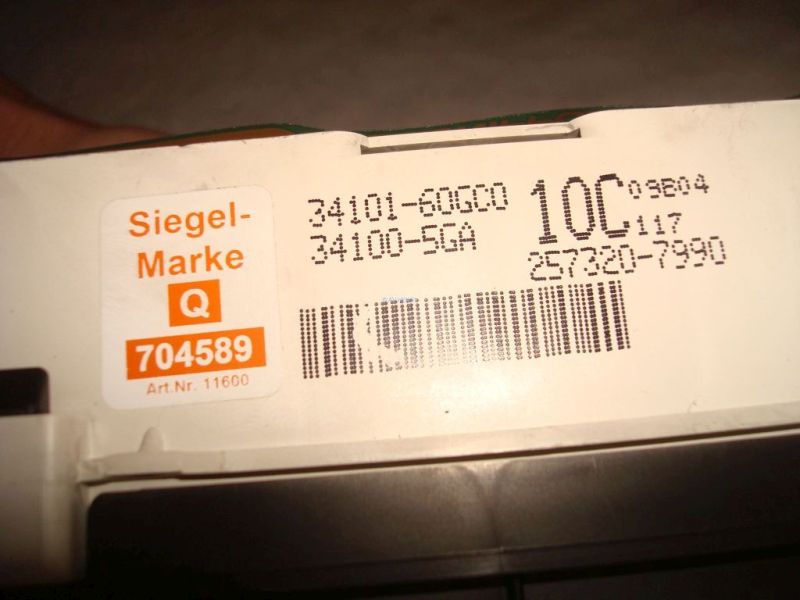 Siegel-
Marke
Q
704589
Art.Nr. 11600
34101-60GC0
34100-5GA
10C
09B04
117
257320-7990